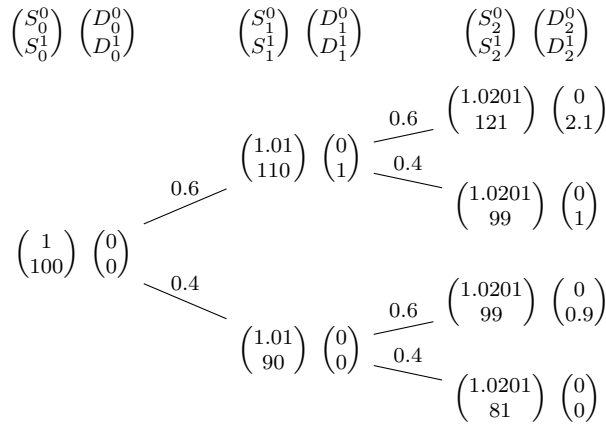 (S_0^0 S_0^1) (D_0^0 D_0^1) (S_1^0 S_1^1) (D_1^0 D_1^1) (S_2^0 S_2^1) (D_2^0 D_2^1)
(1.0201 121) (0 2.1)
0.6
(1.01 110) (0 1)
0.4
0.6
(1.0201 99) (0 1)
(1 100) (0 0)
0.4
(1.0201 99) (0 0.9)
0.6
(1.01 90) (0 0)
0.4
(1.0201 81) (0 0)